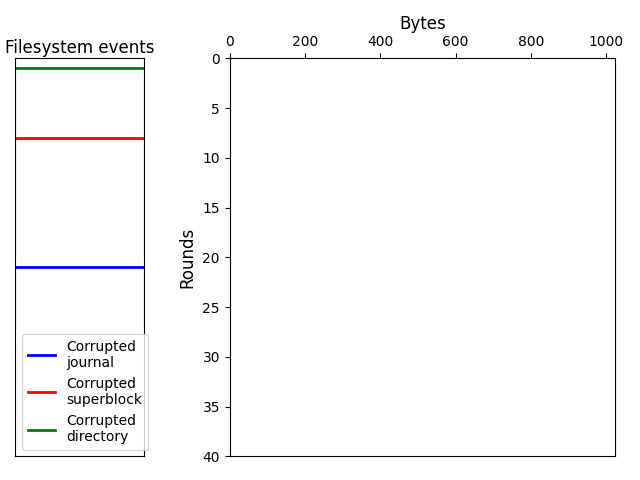 Filesystem events
Corrupted
journal
Corrupted
superblock
Corrupted
directory
Bytes
0 200 400 600 800 1000
Rounds
0
5
10
15
20
25
30
35
40